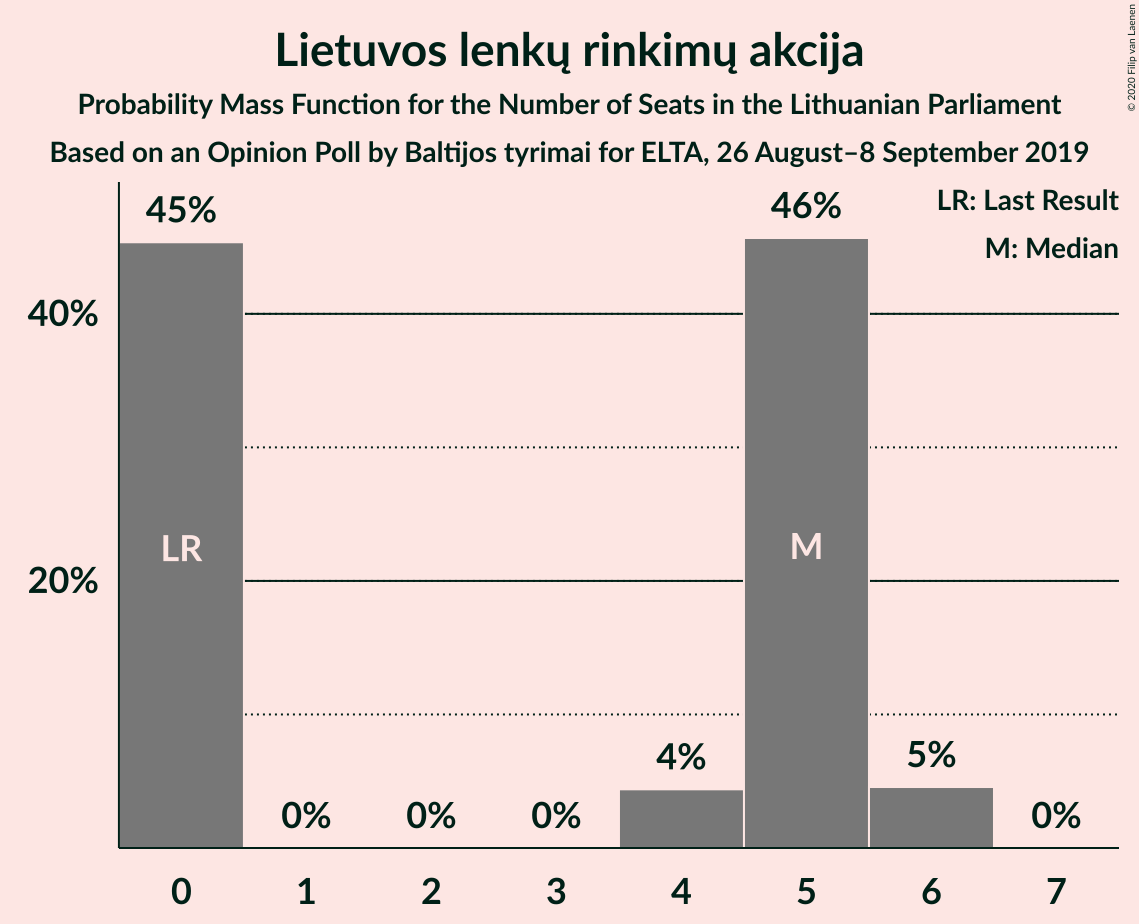 Lietuvos lenkų rinkimų akcija
Probability Mass Function for the Number of Seats in the Lithuanian Parliament
Based on an Opinion Poll by Baltijos tyrimai for ELTA, 26 August–8 September 2019
© 2020 Filip van Laenen
LR: Last Result
M: Median
45%
46%
40%
LR
M
20%
0%
0%
0%
4%
5%
0%
0 1 2 3 4 5 6 7